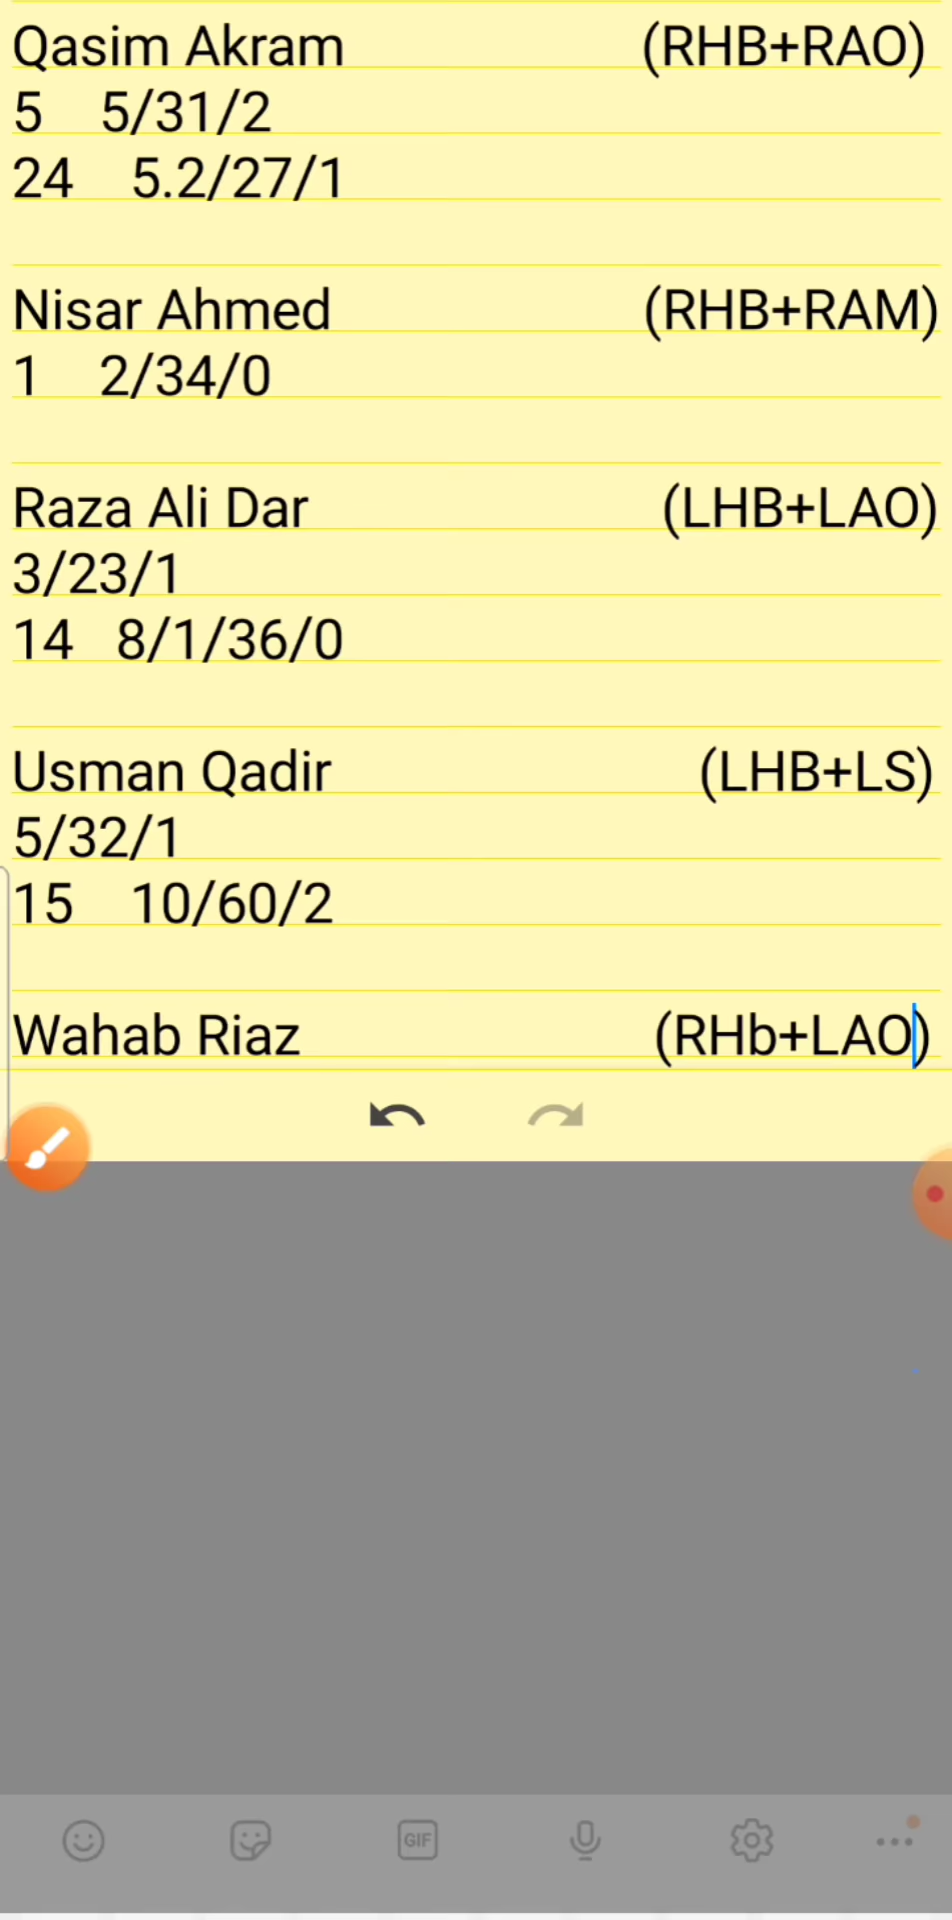 Qasim Akram (RHB+RAO)
5 5/31/2
24 5.2/27/1
Nisar Ahmed (RHB+RAM)
1 2/34/0
Raza Ali Dar (LHB+LAO)
3/23/1
14 8/1/36/0
Usman Qadir (LHB+LS)
5/32/1
15 10/60/2
Wahab Riaz (RHb+LAO)
GIF